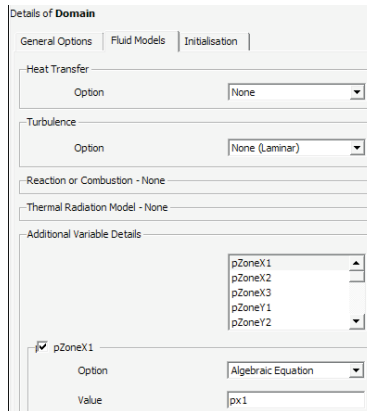 Details of Domain
General Options Fluid Models Initialisation
Heat Transfer
Option None
Turbulence
Option None (Laminar)
Reaction or Combustion - None
Thermal Radiation Model - None
Additional Variable Details
pZoneX1
pZoneX2
pZoneX3
pZoneY1
pZoneY2
pZoneX1
Option Algebraic Equation
Value px1